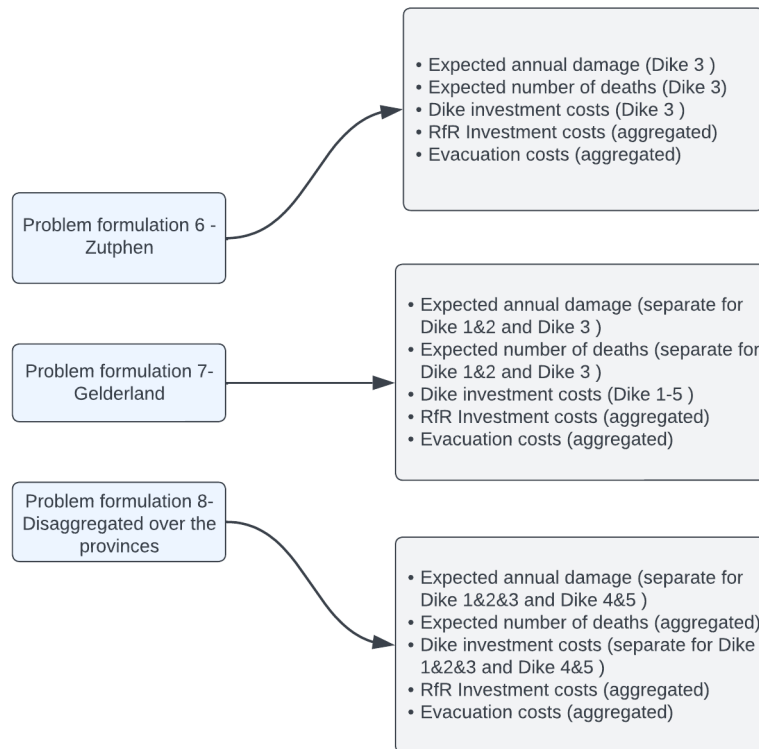 Problem formulation 6 -
Zutphen
• Expected annual damage (Dike 3 )
• Expected number of deaths (Dike 3)
• Dike investment costs (Dike 3 )
• RfR Investment costs (aggregated)
• Evacuation costs (aggregated)
Problem formulation 7-
Gelderland
• Expected annual damage (separate for
Dike 1&2 and Dike 3 )
• Expected number of deaths (separate for
Dike 1&2 and Dike 3 )
• Dike investment costs (Dike 1-5 )
• RfR Investment costs (aggregated)
• Evacuation costs (aggregated)
Problem formulation 8-
Disaggregated over the
provinces
• Expected annual damage (separate for
Dike 1&2&3 and Dike 4&5 )
• Expected number of deaths (aggregated)
• Dike investment costs (separate for Dike
1&2&3 and Dike 4&5 )
• RfR Investment costs (aggregated)
• Evacuation costs (aggregated)